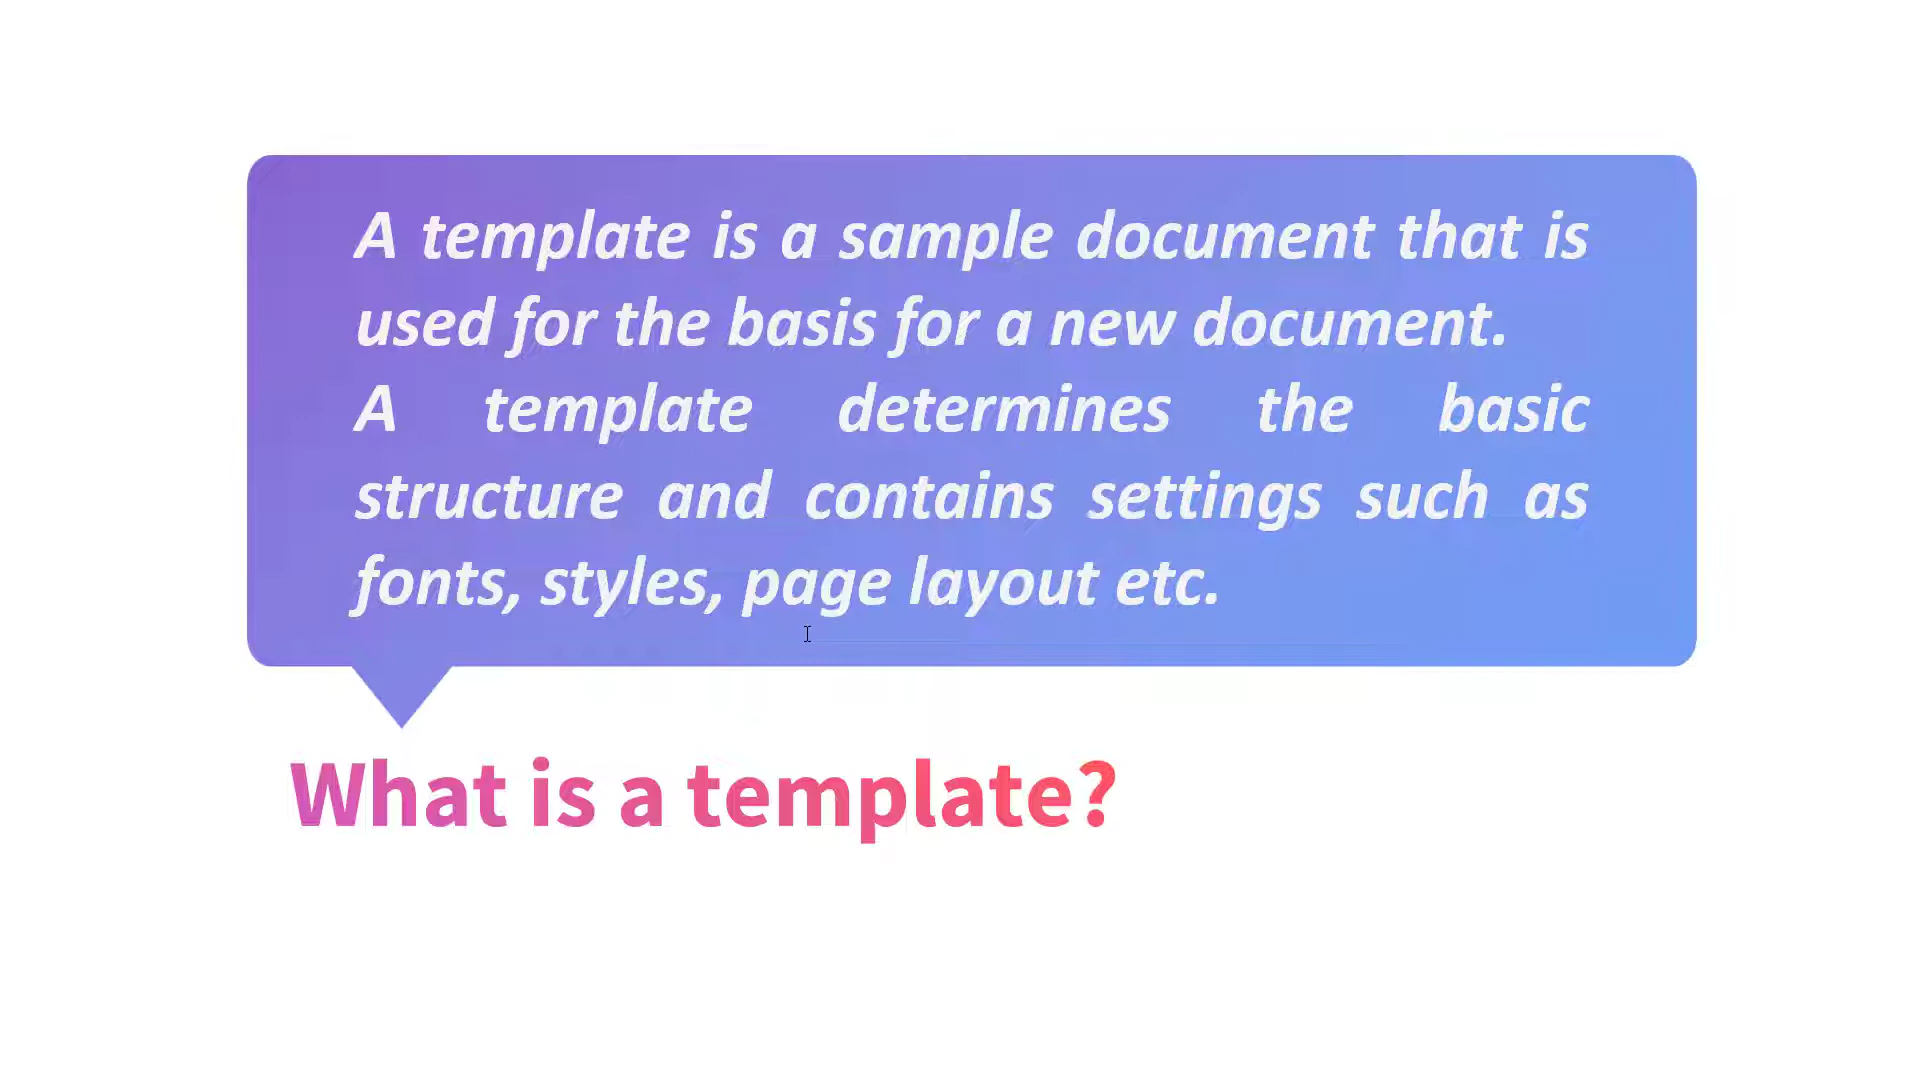 A template is a sample document that is
used for the basis for a new document.
A template determines the basic
structure and contains settings such as
fonts, styles, page layout etc.
What is a template?